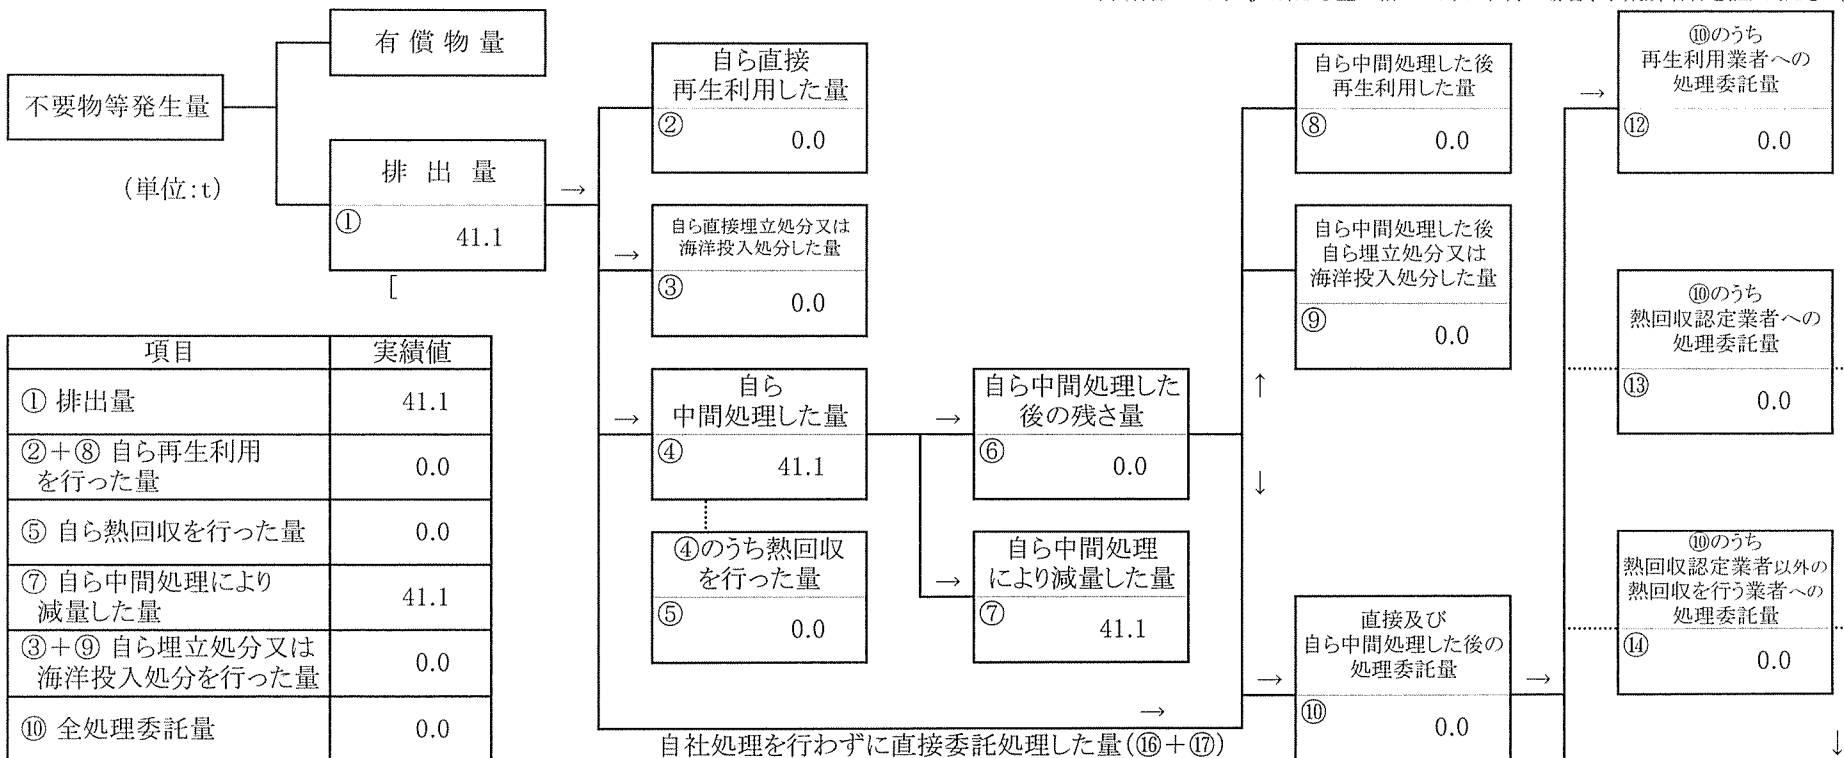 不要物等発生量
(単位:t)
有 償 物 量
排 出 量
①
41.1
[
→
自ら直接
再生利用した量
②
0.0
→
自ら直接埋立処分又は
海洋投入処分した量
③
0.0
→
自ら
中間処理した量
④
41.1
④のうち熱回収
を行った量
⑤
0.0
→
自ら中間処理した
後の残さ量
⑥
0.0
→
自ら中間処理
により減量した量
⑦
41.1
自ら中間処理した後
再生利用した量
⑧
0.0
自ら中間処理した後
自ら埋立処分又は
海洋投入処分した量
⑨
0.0
↑
↓
→
自社処理を行わずに直接委託処理した量(⑯+⑰)
→
直接及び
自ら中間処理した後の
処理委託量
⑩
0.0
→
→
⑩のうち
再生利用業者への
処理委託量
⑫
0.0
⑩のうち
熱回収認定業者への
処理委託量
⑬
0.0
⑩のうち
熱回収認定業者以外の
熱回収を行う業者への
処理委託量
⑭
0.0
↓
項目 実績値
① 排出量 41.1
②+⑧ 自ら再生利用
を行った量 0.0
⑤ 自ら熱回収を行った量 0.0
⑦ 自ら中間処理により
減量した量 41.1
③+⑨ 自ら埋立処分又は
海洋投入処分を行った量 0.0
⑩ 全処理委託量 0.0